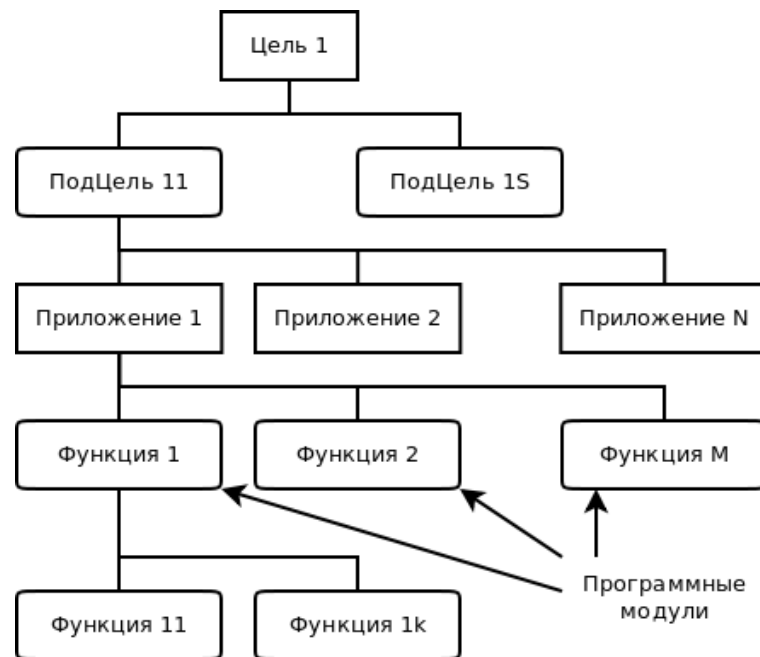 Цель 1
ПодЦель 11
ПодЦель 1S
Приложение 1
Приложение 2
Приложение N
Функция 1
Функция 2
Функция M
Программные
модули
Функция 11
Функция 1k